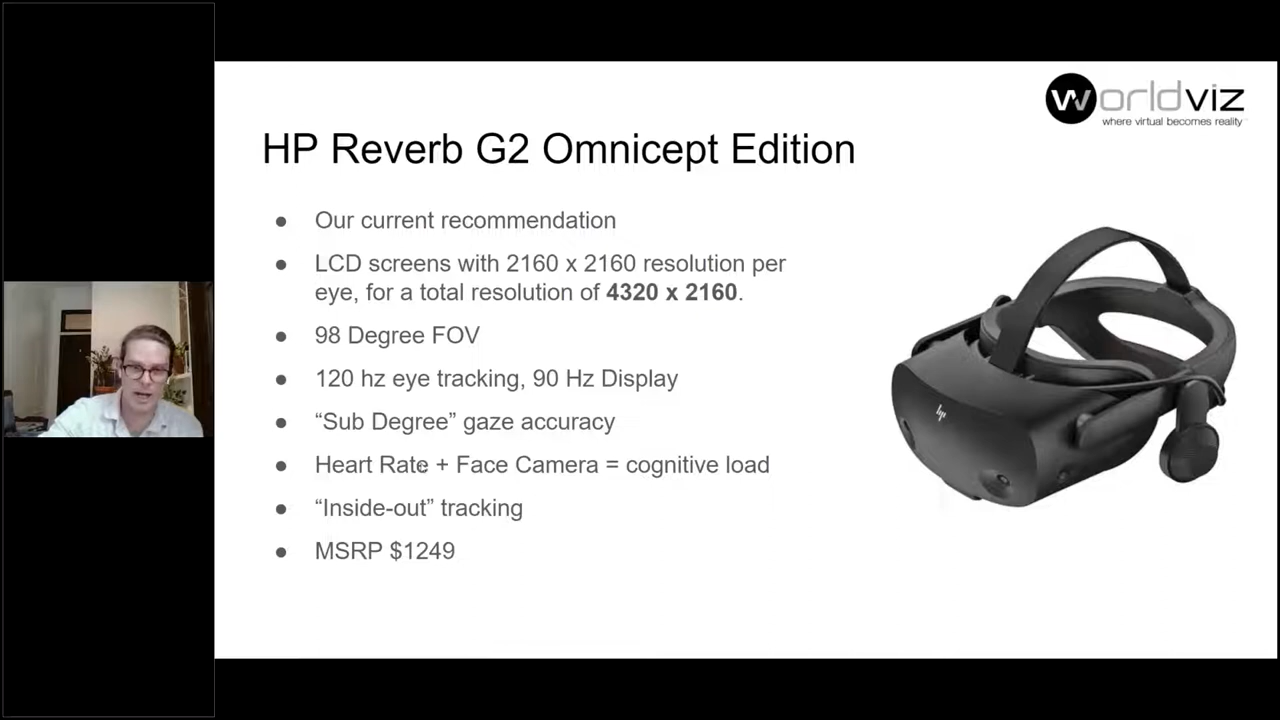 worldviz
where virtual becomes reality
HP Reverb G2 Omnicept Edition
● Our current recommendation
● LCD screens with 2160 x 2160 resolution per
eye, for a total resolution of 4320 x 2160.
● 98 Degree FOV
● 120 hz eye tracking, 90 Hz Display
● “Sub Degree” gaze accuracy
● Heart Rate + Face Camera = cognitive load
● “Inside-out” tracking
● MSRP $1249
hp